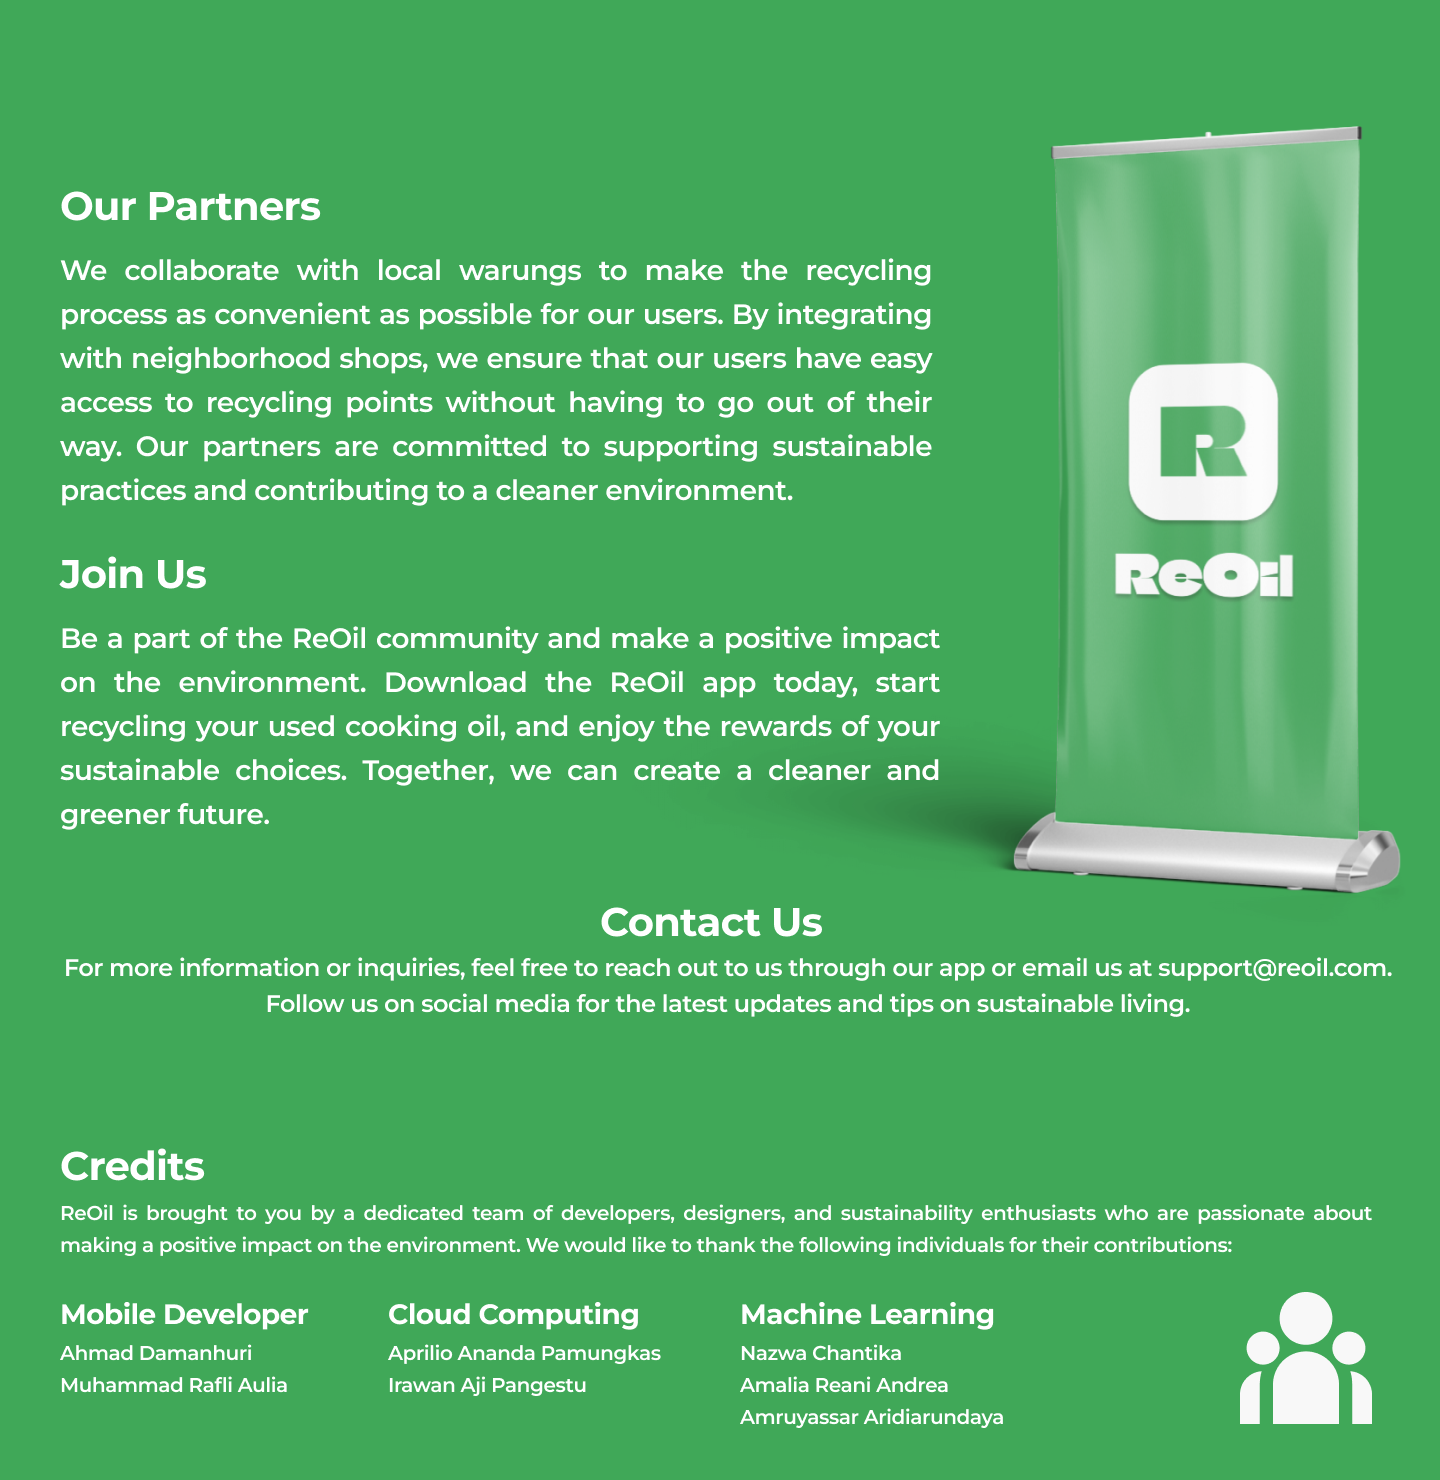 Our Partners
We collaborate with local warungs to make the recycling
process as convenient as possible for our users. By integrating
with neighborhood shops, we ensure that our users have easy
access to recycling points without having to go out of their
way. Our partners are committed to supporting sustainable
practices and contributing to a cleaner environment.
R
ReOil
Join Us
Be a part of the ReOil community and make a positive impact
on the environment. Download the ReOil app today, start
recycling your used cooking oil, and enjoy the rewards of your
sustainable choices. Together, we can create a cleaner and
greener future.
Contact Us
For more information or inquiries, feel free to reach out to us through our app or email us at support@reoil.com.
Follow us on social media for the latest updates and tips on sustainable living.
Credits
ReOil is brought to you by a dedicated team of developers, designers, and sustainability enthusiasts who are passionate about
making a positive impact on the environment. We would like to thank the following individuals for their contributions:
Mobile Developer
Ahmad Damanhuri
Muhammad Rafli Aulia
Cloud Computing
Aprilio Ananda Pamungkas
Irawan Aji Pangestu
Machine Learning
Nazwa Chantika
Amalia Reani Andrea
Amruyassar Aridiarundaya